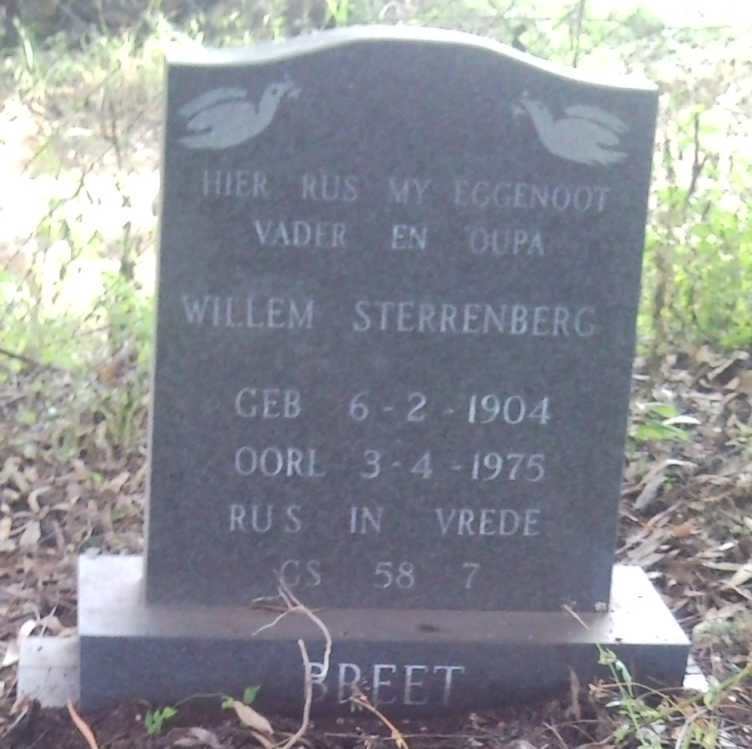 HIER RUS MY EGGENOOT
VADER EN OUPA
WILLEM STERRENBERG
GEB 6-2-1904
OORL 3-4-1975
RUS IN VREDE
GS 58 7
BREET